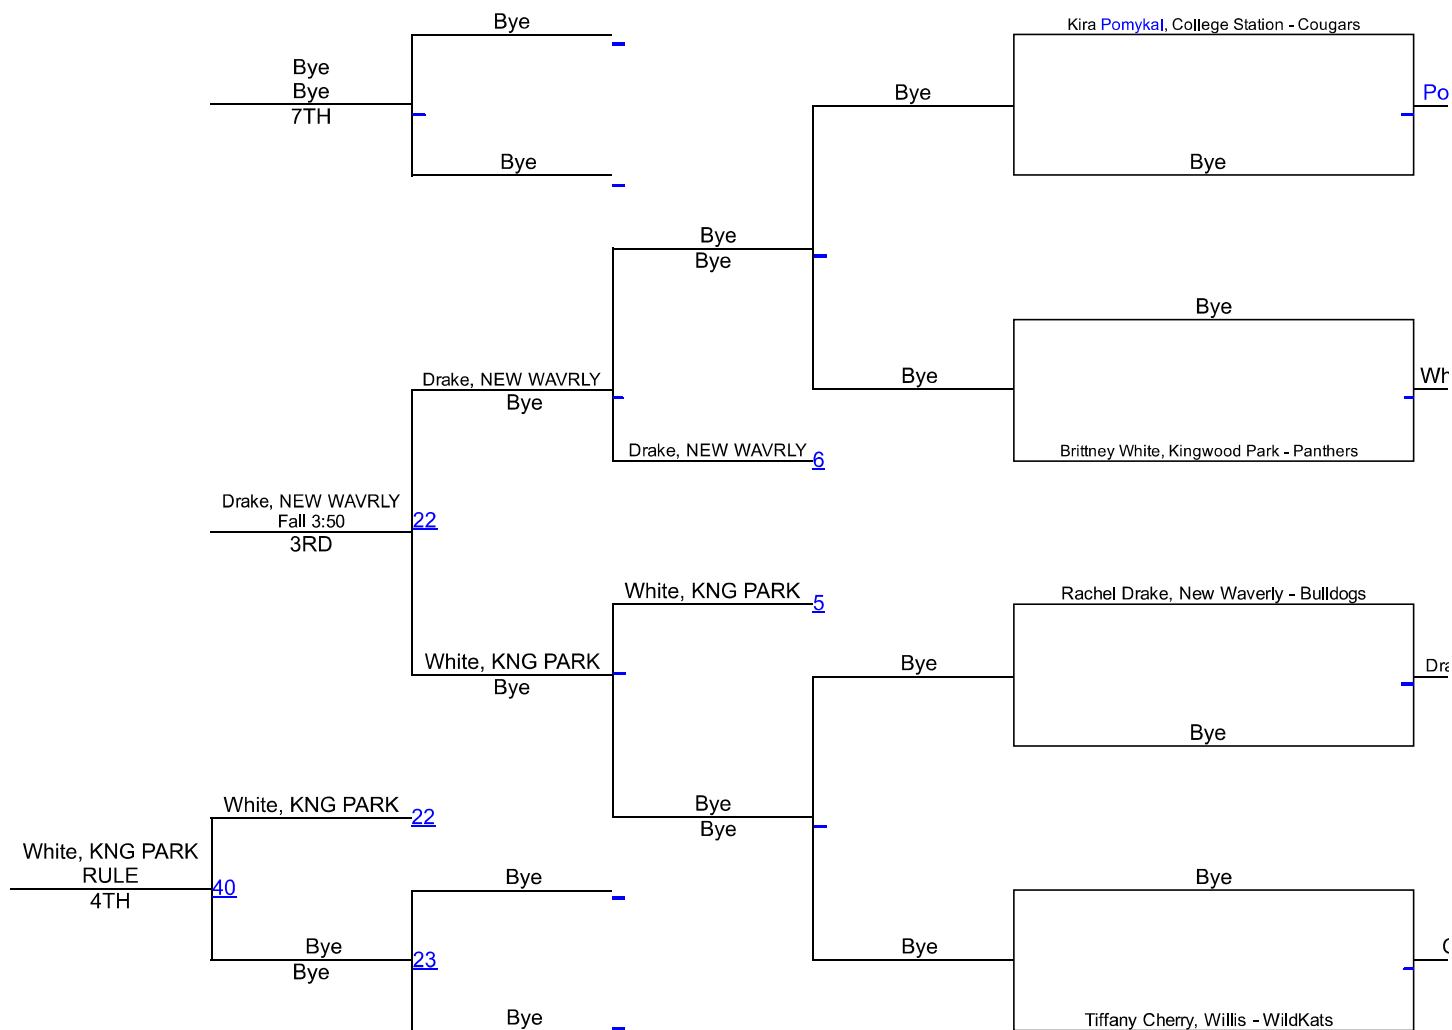 Bye
Kira Pomykal, College Station - Cougars
Bye
Bye
7TH
Bye
Po
Bye
Bye
Bye
Bye
Bye
Drake, NEW WAVRLY
Bye
Bye
Wh
Drake, NEW WAVRLY
6
Brittney White, Kingwood Park - Panthers
Drake, NEW WAVRLY
Fall 3:50
22
3RD
White, KNG PARK
5
Rachel Drake, New Waverly - Bulldogs
White, KNG PARK
Bye
Bye
Dra
Bye
White, KNG PARK
22
Bye
Bye
White, KNG PARK
RULE
40
4TH
Bye
Bye
Bye
Bye
23
Bye
Bye
Tiffany Cherry, Willis - WildKats